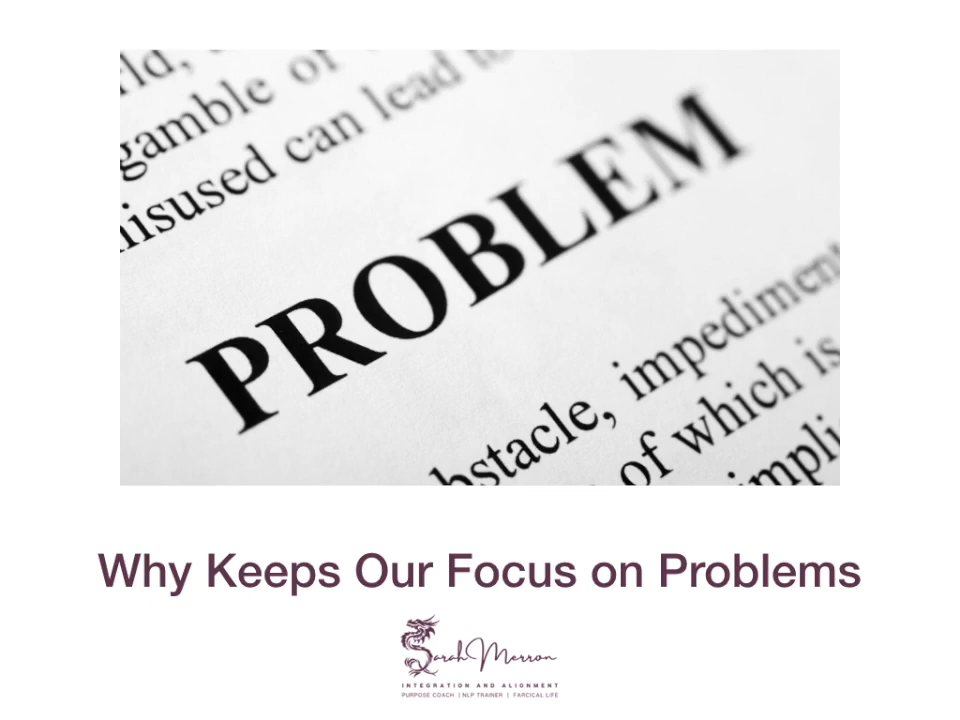 gamble of
misused can lead to
PROBLEM
obstacle, impediment
of which is
Why Keeps Our Focus on Problems
Sarah Merron
INTEGRATION AND ALIGNMENT
PURPOSE COACH | NLP TRAINER | FARCICAL LIFE